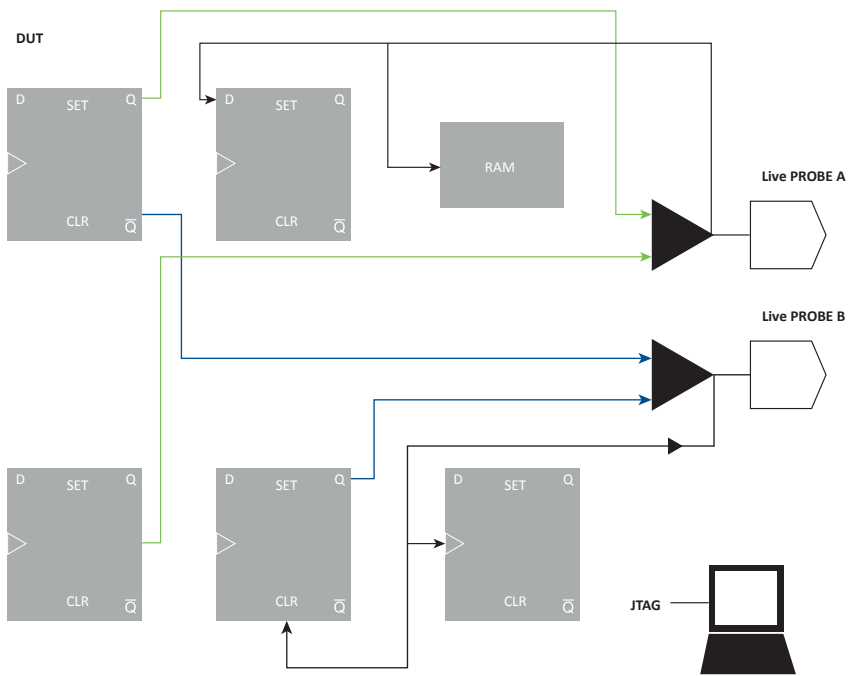 DUT
D SET Q
CLR Q̅
D SET Q
CLR Q̅
RAM
Live PROBE A
Live PROBE B
D SET Q
CLR Q̅
D SET Q
CLR Q̅
D SET Q
CLR Q̅
JTAG